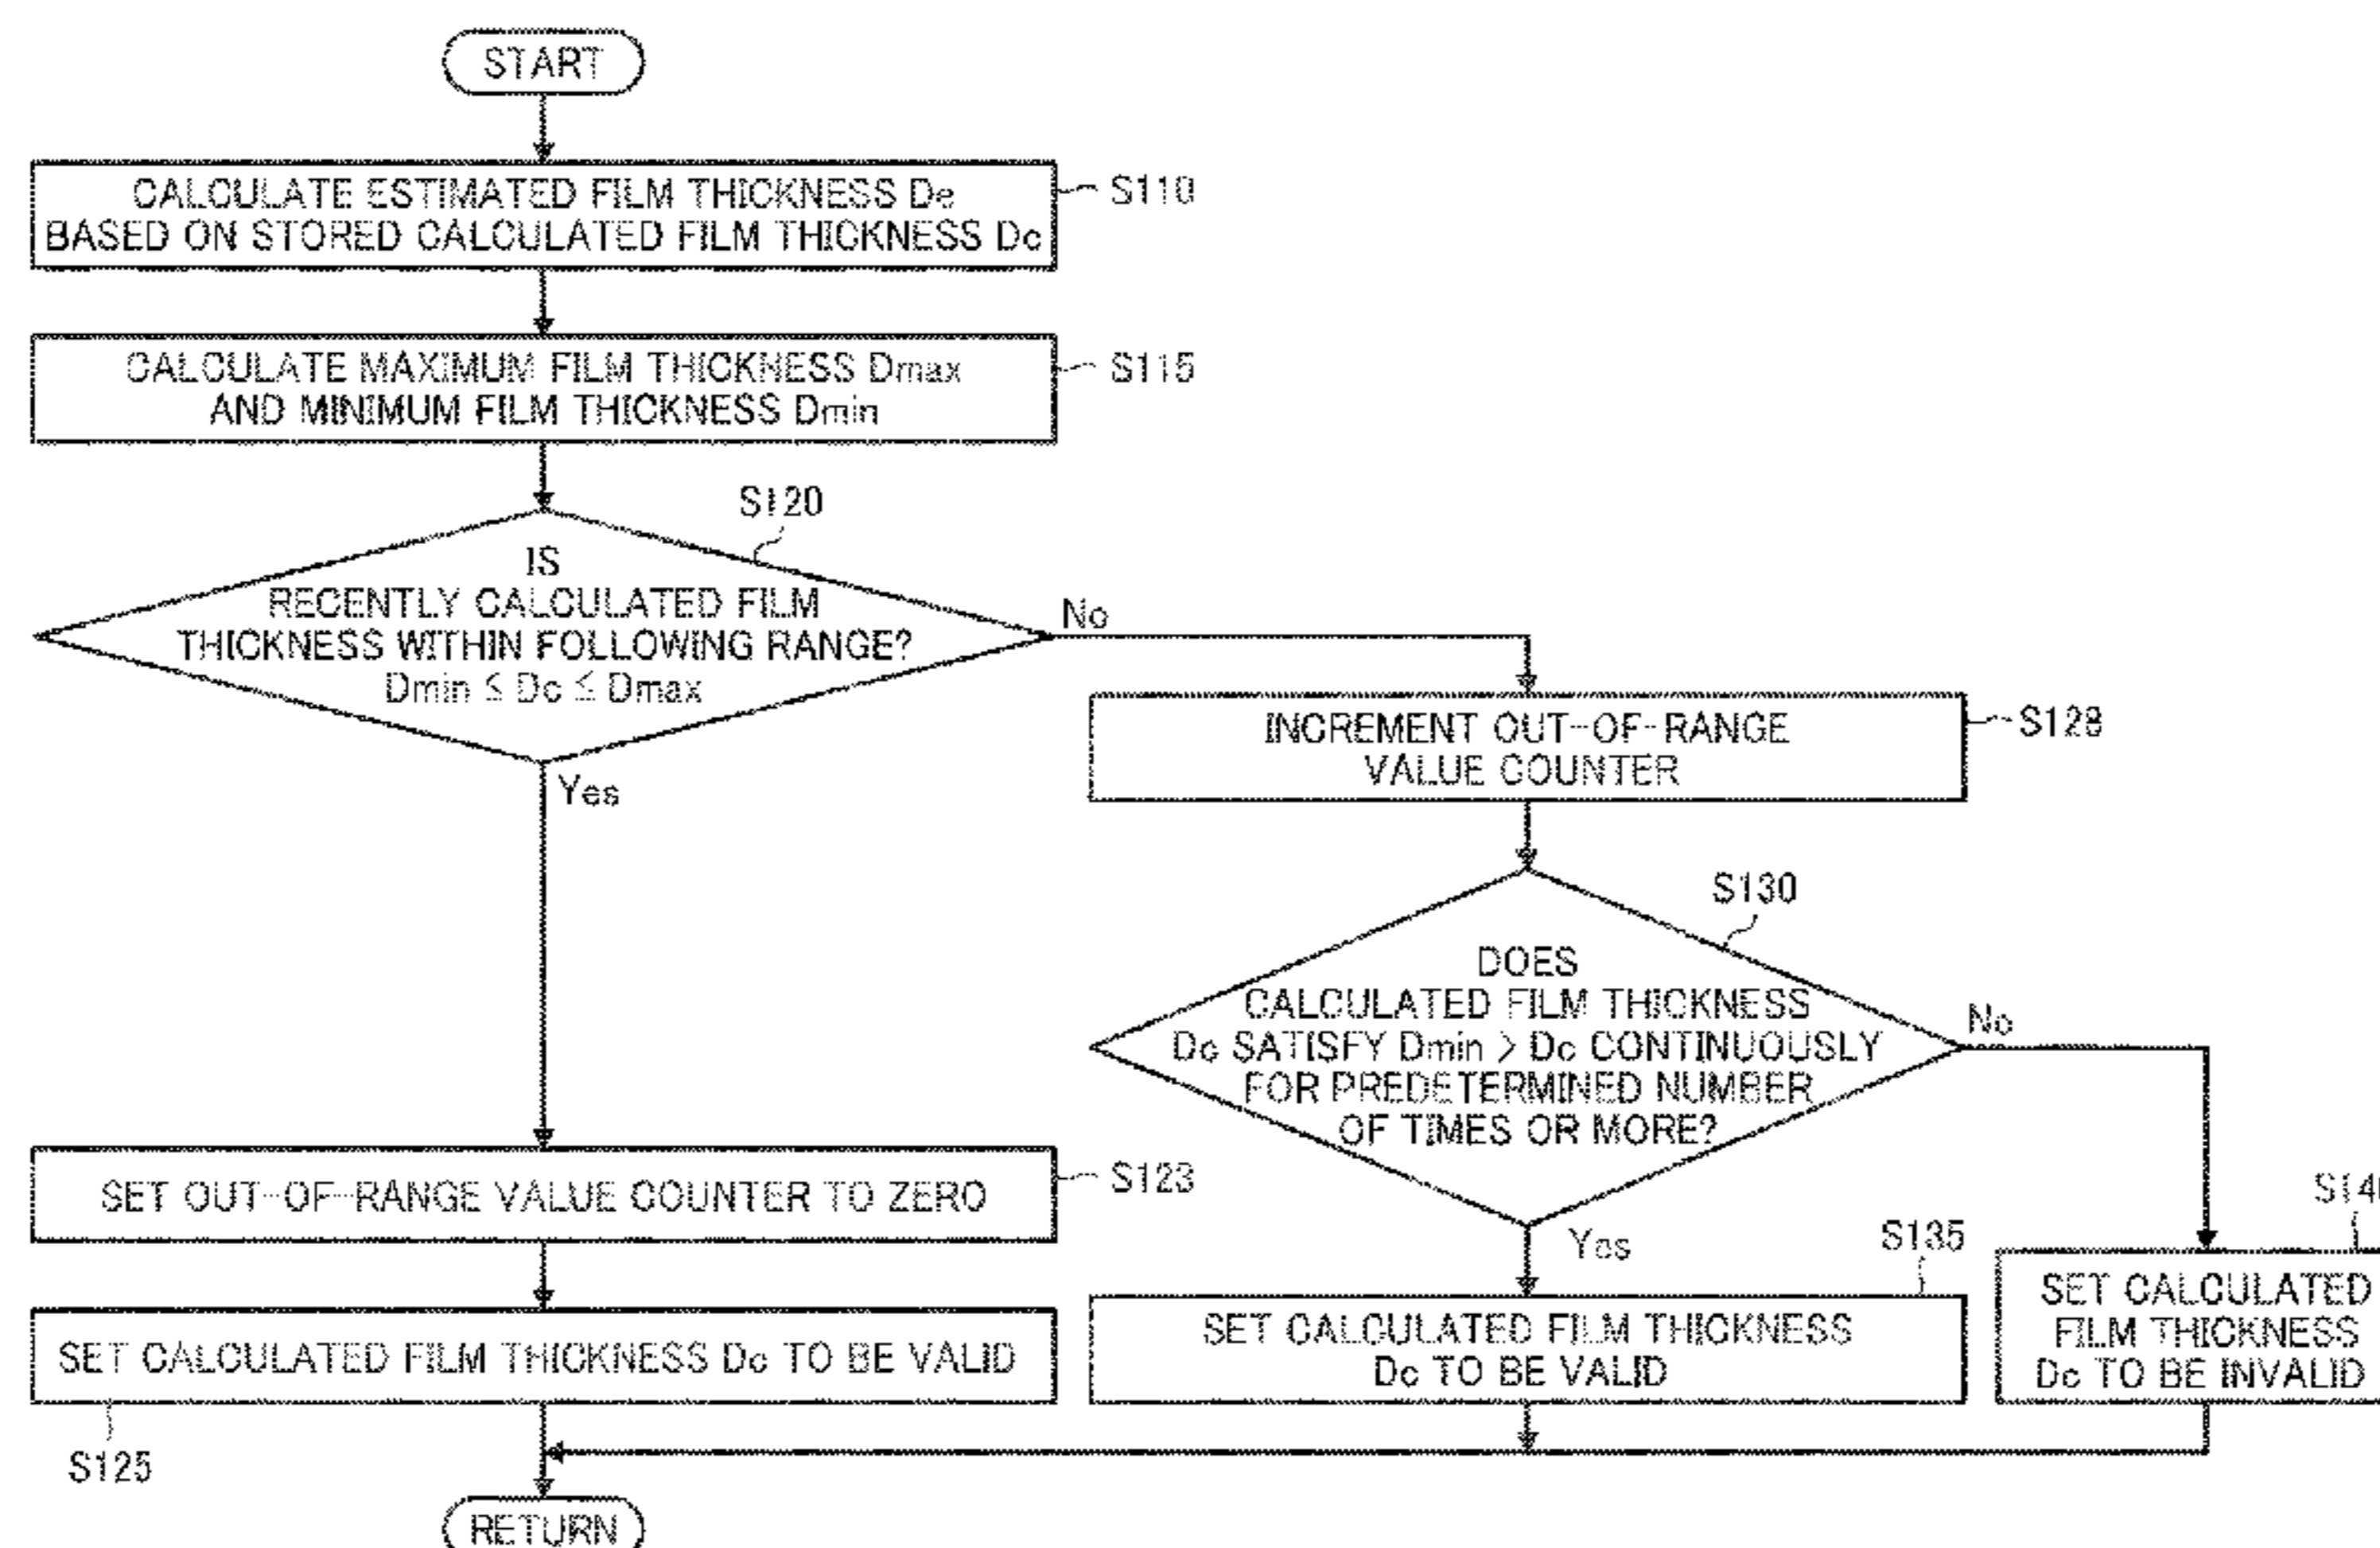 START
CALCULATE ESTIMATED FILM THICKNESS De
BASED ON STORED CALCULATED FILM THICKNESS Dc
S110
CALCULATE MAXIMUM FILM THICKNESS Dmax
AND MINIMUM FILM THICKNESS Dmin
S115
S120
IS
RECENTLY CALCULATED FILM
THICKNESS WITHIN FOLLOWING RANGE?
Dmin ≤ Dc ≤ Dmax
No
Yes
INCREMENT OUT-OF-RANGE
VALUE COUNTER
S128
S130
DOES
CALCULATED FILM THICKNESS
Dc SATISFY Dmin > Dc CONTINUOUSLY
FOR PREDETERMINED NUMBER
OF TIMES OR MORE?
No
Yes
SET OUT-OF-RANGE VALUE COUNTER TO ZERO
S123
SET CALCULATED FILM THICKNESS Dc TO BE VALID
S125
S135
SET CALCULATED FILM THICKNESS
Dc TO BE VALID
SET CALCULATED
FILM THICKNESS
Dc TO BE INVALID
RETURN